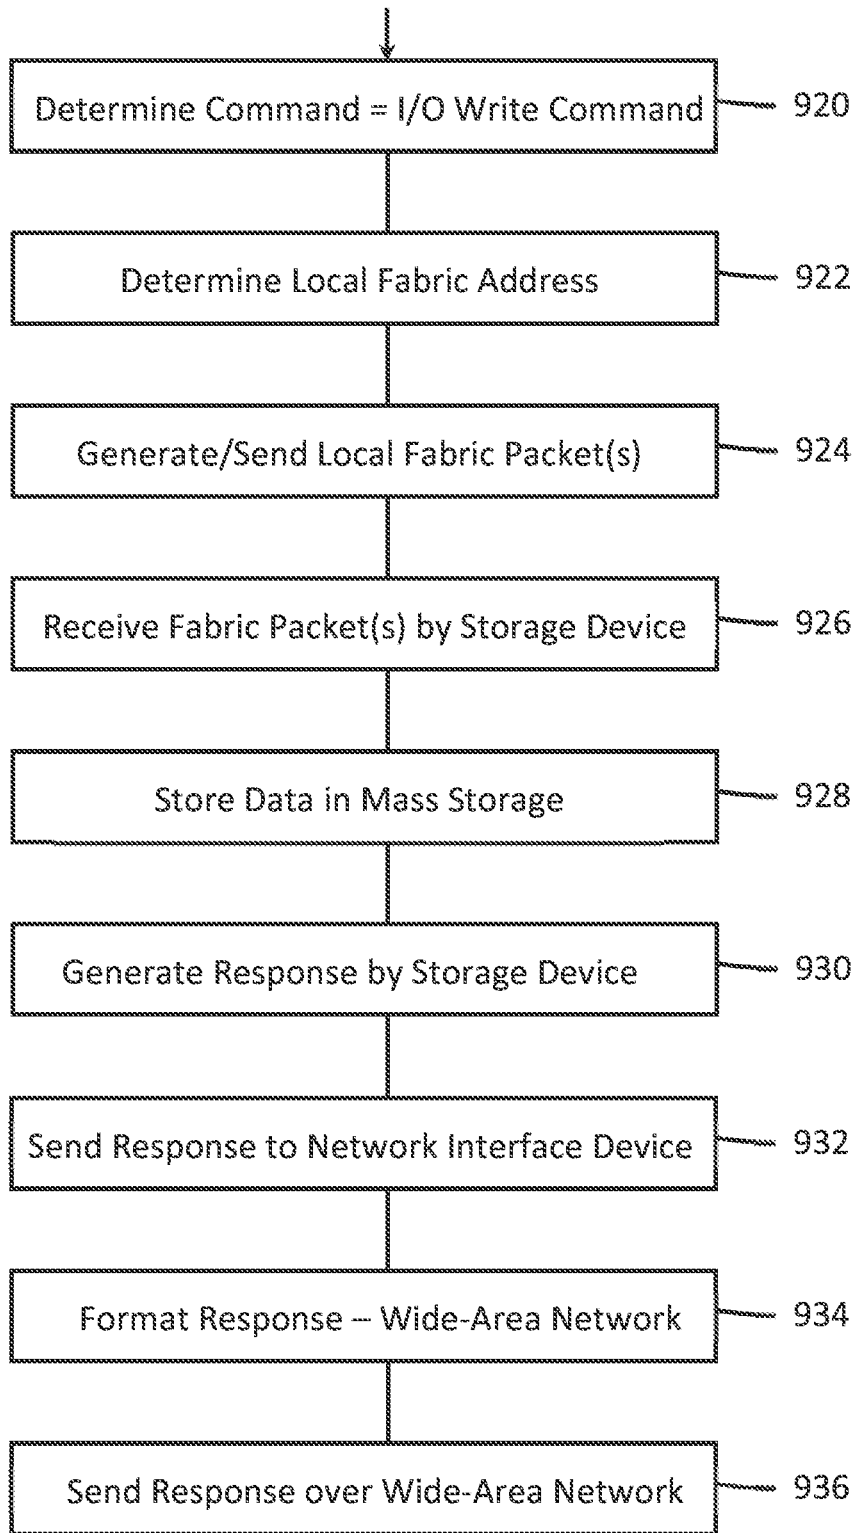 Determine Command = I/O Write Command 920
Determine Local Fabric Address 922
Generate/Send Local Fabric Packet(s) 924
Receive Fabric Packet(s) by Storage Device 926
Store Data in Mass Storage 928
Generate Response by Storage Device 930
Send Response to Network Interface Device 932
Format Response – Wide-Area Network 934
Send Response over Wide-Area Network 936